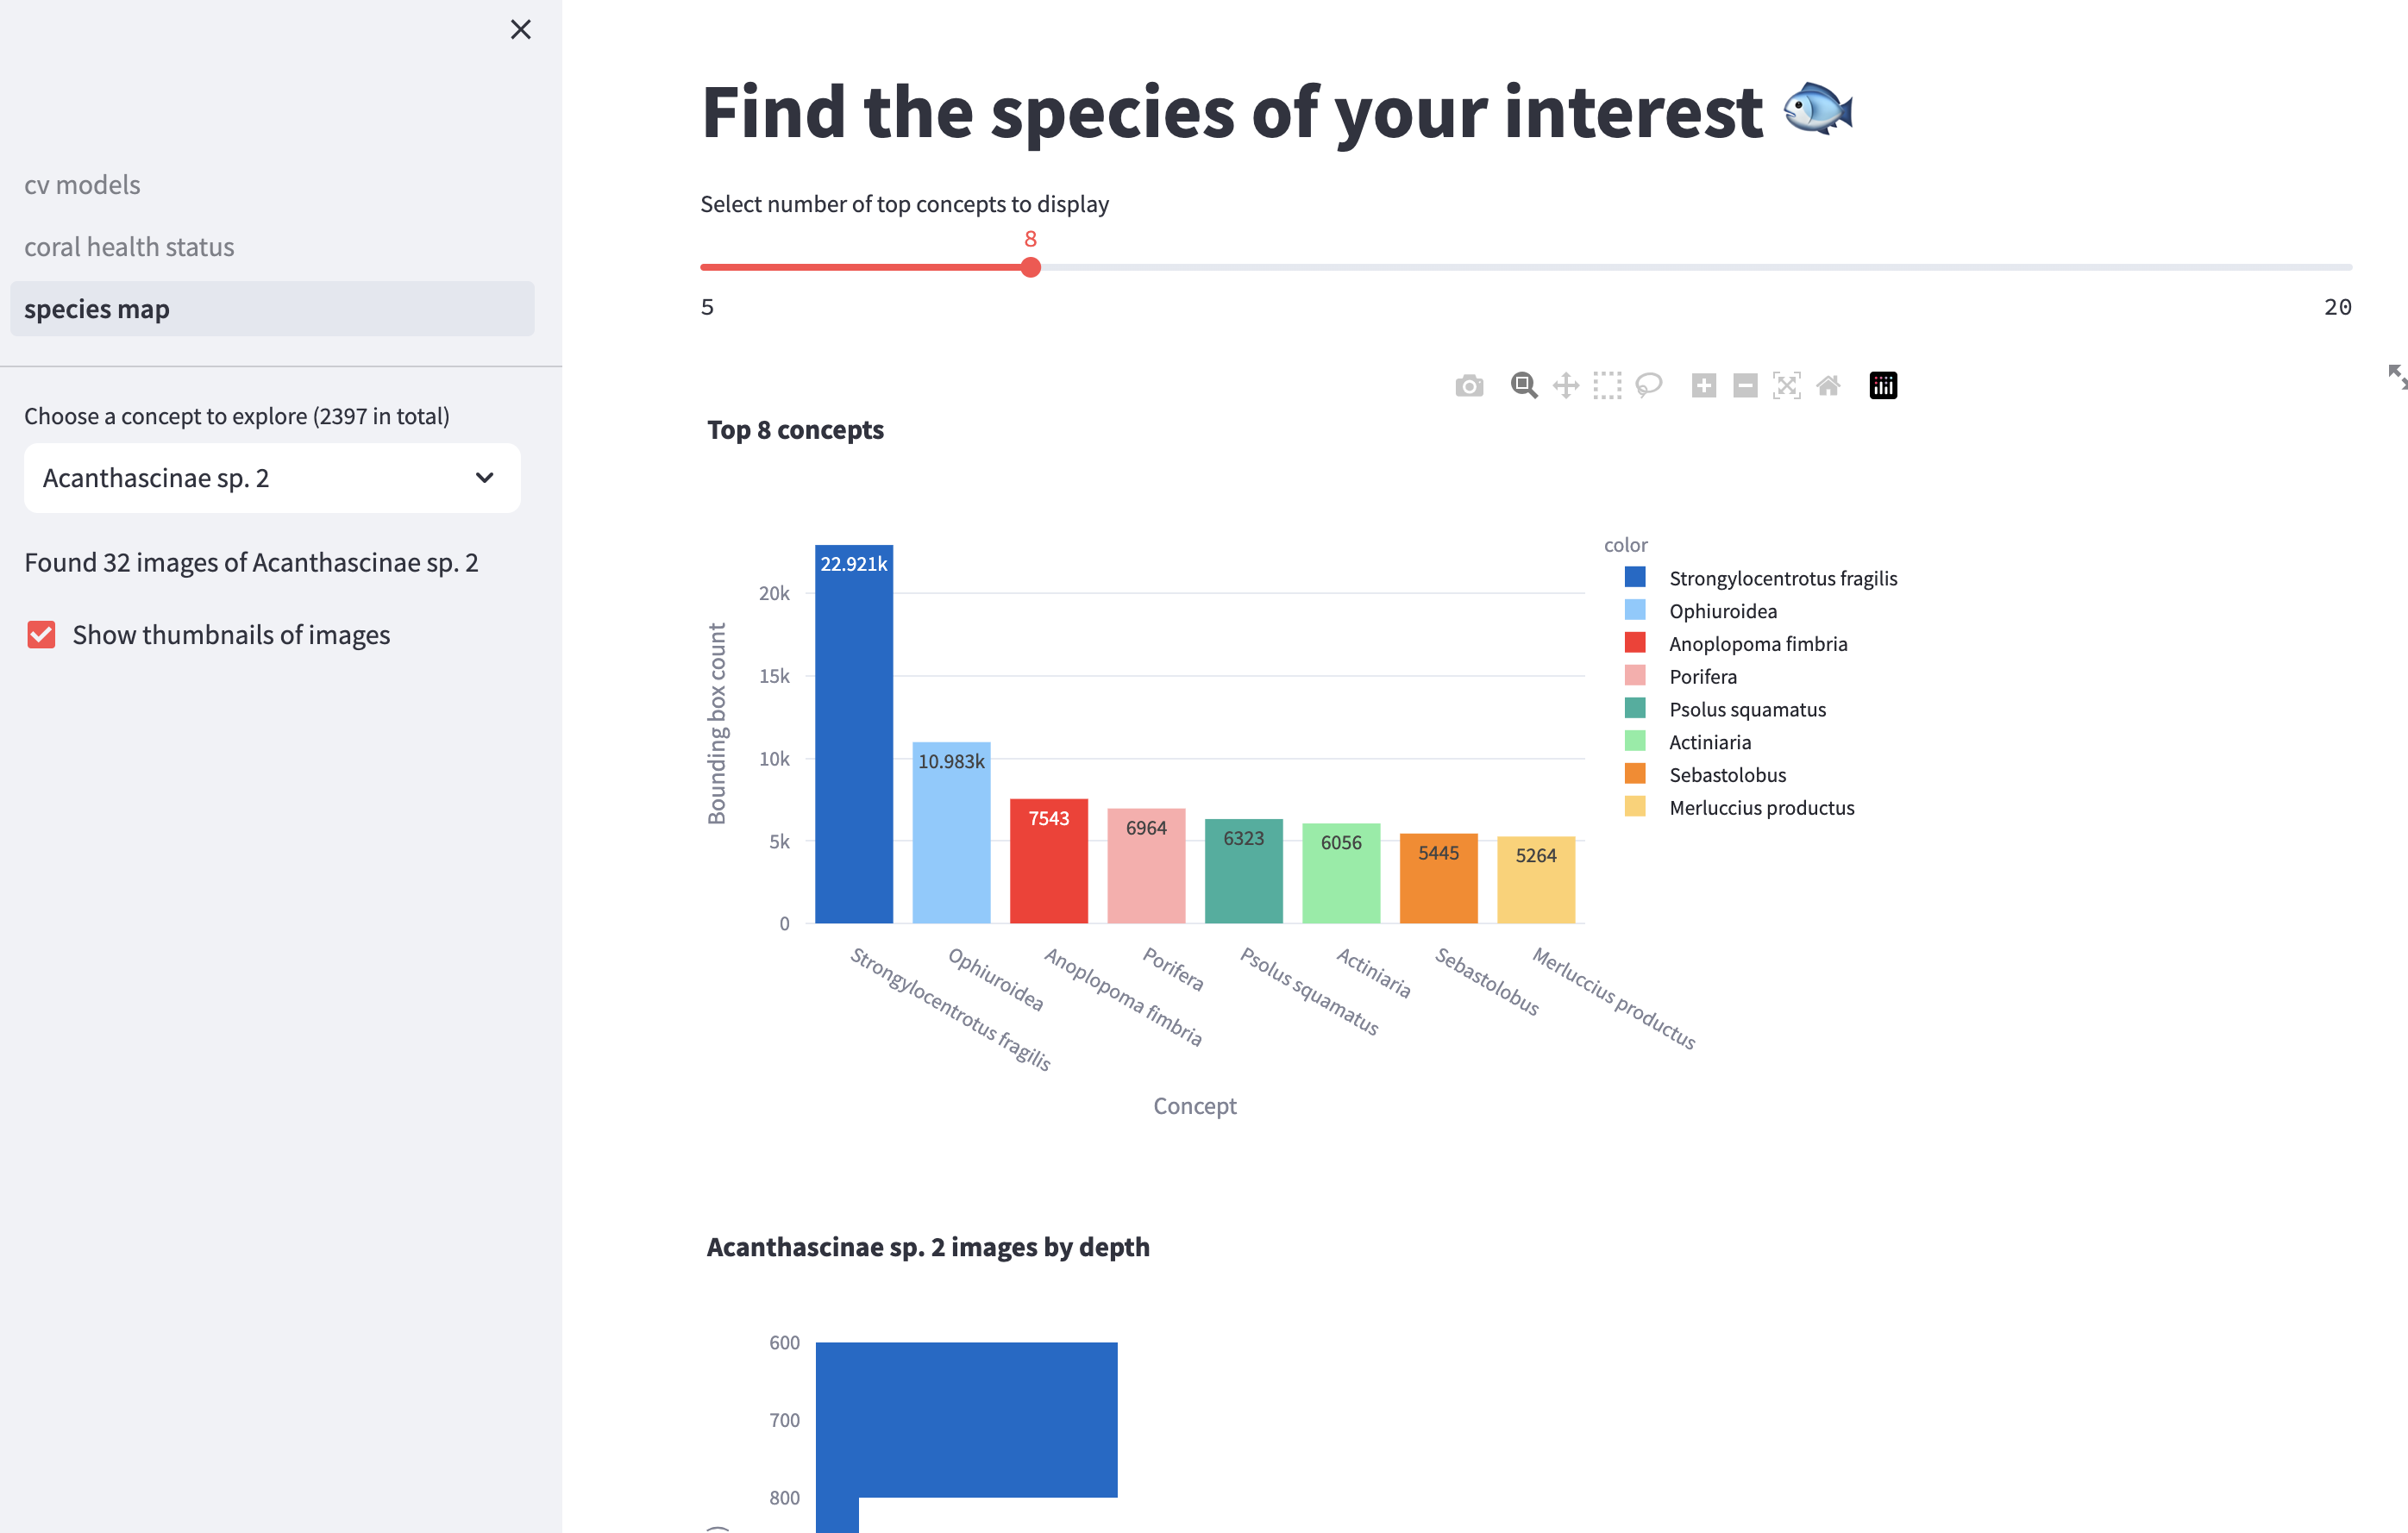 cv models
coral health status
species map
Choose a concept to explore (2397 in total)
Acanthascinae sp. 2
Found 32 images of Acanthascinae sp. 2
Show thumbnails of images
Find the species of your interest
Select number of top concepts to display
8
5
20
Top 8 concepts
Bounding box count
20k
15k
10k
5k
0
22.921k
10.983k
7543
6964
6323
6056
5445
5264
Strongylocentrotus fragilis
Ophiuroidea
Anoplopoma fimbria
Porifera
Psolus squamatus
Actiniaria
Sebastolobus
Merluccius productus
Concept
color
Strongylocentrotus fragilis
Ophiuroidea
Anoplopoma fimbria
Porifera
Psolus squamatus
Actiniaria
Sebastolobus
Merluccius productus
Acanthascinae sp. 2 images by depth
600
700
800